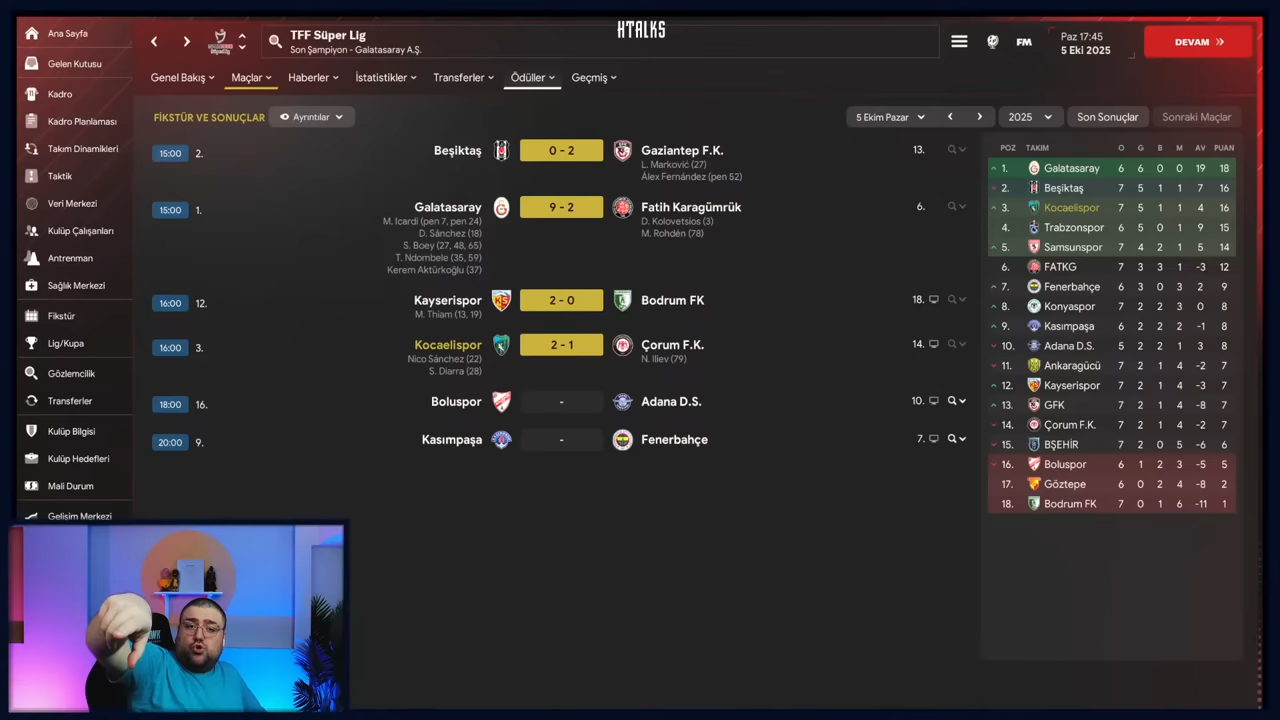 HTALKS
Ana Sayfa
Gelen Kutusu
Kadro
Kadro Planlaması
Takım Dinamikleri
Taktik
Veri Merkezi
Kulüp Çalışanları
Antrenman
Sağlık Merkezi
Fikstür
Lig/Kupa
Gözlemcilik
Transferler
Kulüp Bilgisi
Kulüp Hedefleri
Mali Durum
Gelişim Merkezi
TFF Süper Lig
Son Şampiyon - Galatasaray A.Ş.
FM
Paz 17:45
5 Eki 2025
DEVAM
Genel Bakış Maçlar Haberler İstatistikler Transferler Ödüller Geçmiş
FİKSTÜR VE SONUÇLAR Ayrıntılar 5 Ekim Pazar 2025 Son Sonuçlar Sonraki Maçlar
15:00 2. Beşiktaş 0 - 2 Gaziantep F.K. 13.
L. Marković (27)
Álex Fernández (pen 52)
15:00 1. Galatasaray 9 - 2 Fatih Karagümrük 6.
M. Icardi (pen 7, pen 24) D. Kolovetsios (3)
D. Sánchez (18) M. Rohdén (78)
S. Boey (27, 48, 65)
T. Ndombele (35, 59)
Kerem Aktürkoğlu (37)
16:00 12. Kayserispor 2 - 0 Bodrum FK 18.
M. Thiam (13, 19)
16:00 3. Kocaelispor 2 - 1 Çorum F.K. 14.
Nico Sánchez (22) N. Iliev (79)
S. Diarra (28)
18:00 16. Boluspor - Adana D.S. 10.
20:00 9. Kasımpaşa - Fenerbahçe 7.
POZ TAKIM O G B M AV PUAN
1. Galatasaray 6 6 0 0 19 18
2. Beşiktaş 7 5 1 1 7 16
3. Kocaelispor 7 5 1 1 4 16
4. Trabzonspor 6 5 0 1 9 15
5. Samsunspor 7 4 2 1 5 14
6. FATKG 7 3 3 1 -3 12
7. Fenerbahçe 6 3 0 3 2 9
8. Konyaspor 7 2 2 3 0 8
9. Kasımpaşa 6 2 2 2 -1 8
10. Adana D.S. 5 2 2 1 3 8
11. Ankaragücü 7 2 1 4 -2 7
12. Kayserispor 7 2 1 4 -3 7
13. GFK 7 2 1 4 -8 7
14. Çorum F.K. 7 2 1 4 -2 7
15. BŞEHİR 7 2 0 5 -6 6
16. Boluspor 6 1 2 3 -5 5
17. Göztepe 6 0 2 4 -8 2
18. Bodrum FK 7 0 1 6 -11 1